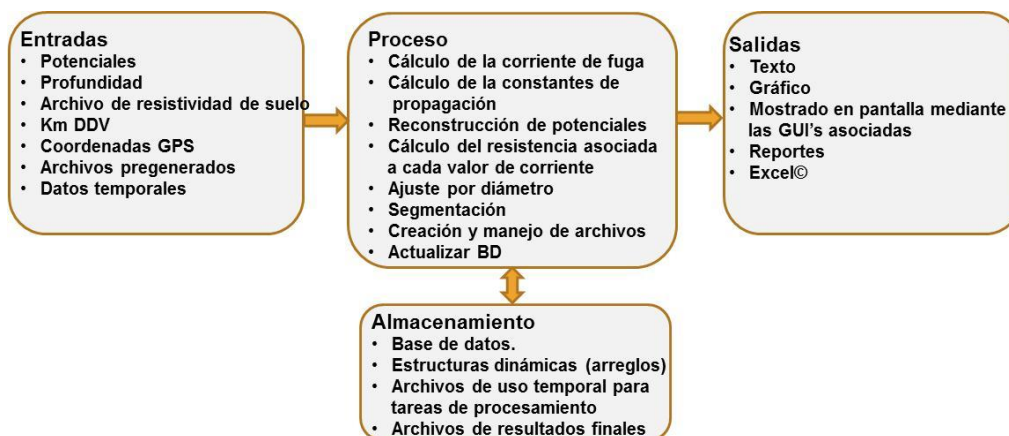 Entradas
• Potenciales
• Profundidad
• Archivo de resistividad de suelo
• Km DDV
• Coordenadas GPS
• Archivos pregenerados
• Datos temporales
Proceso
• Cálculo de la corriente de fuga
• Cálculo de la constantes de
propagación
• Reconstrucción de potenciales
• Cálculo del resistencia asociada
a cada valor de corriente
• Ajuste por diámetro
• Segmentación
• Creación y manejo de archivos
• Actualizar BD
Salidas
• Texto
• Gráfico
• Mostrado en pantalla mediante
las GUI's asociadas
• Reportes
• Excel©
Almacenamiento
• Base de datos.
• Estructuras dinámicas (arreglos)
• Archivos de uso temporal para
tareas de procesamiento
• Archivos de resultados finales